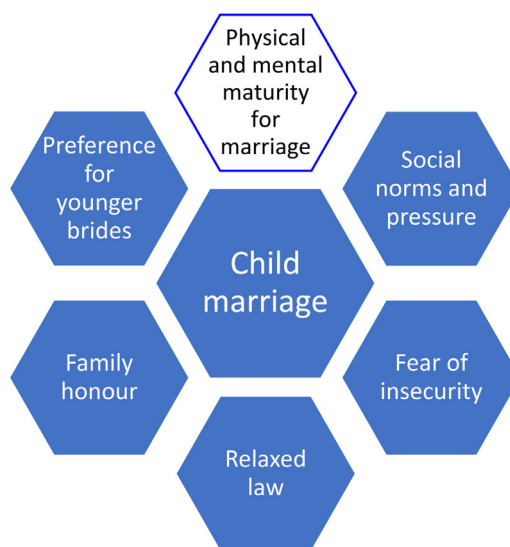 Physical
and mental
maturity
for
marriage
Preference
for
younger
brides
Social
norms and
pressure
Child
marriage
Family
honour
Fear of
insecurity
Relaxed
law